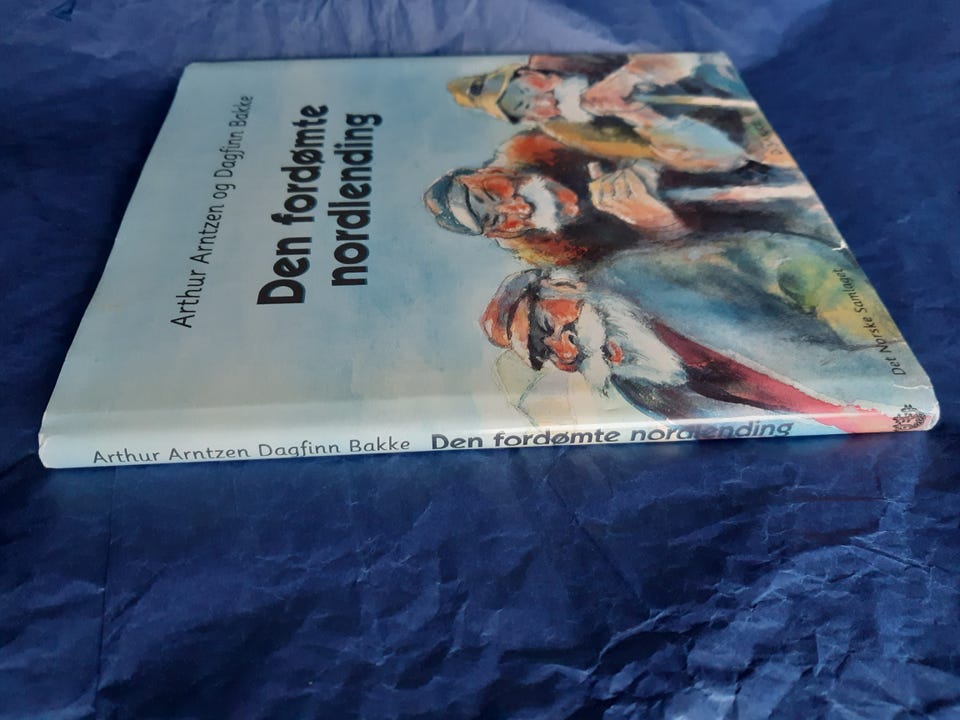 Arthur Arntzen og Dagfinn Bakke
Den fordømte
nordlending
Det Norske Samlaget
Arthur Arntzen Dagfinn Bakke Den fordømte nordlending